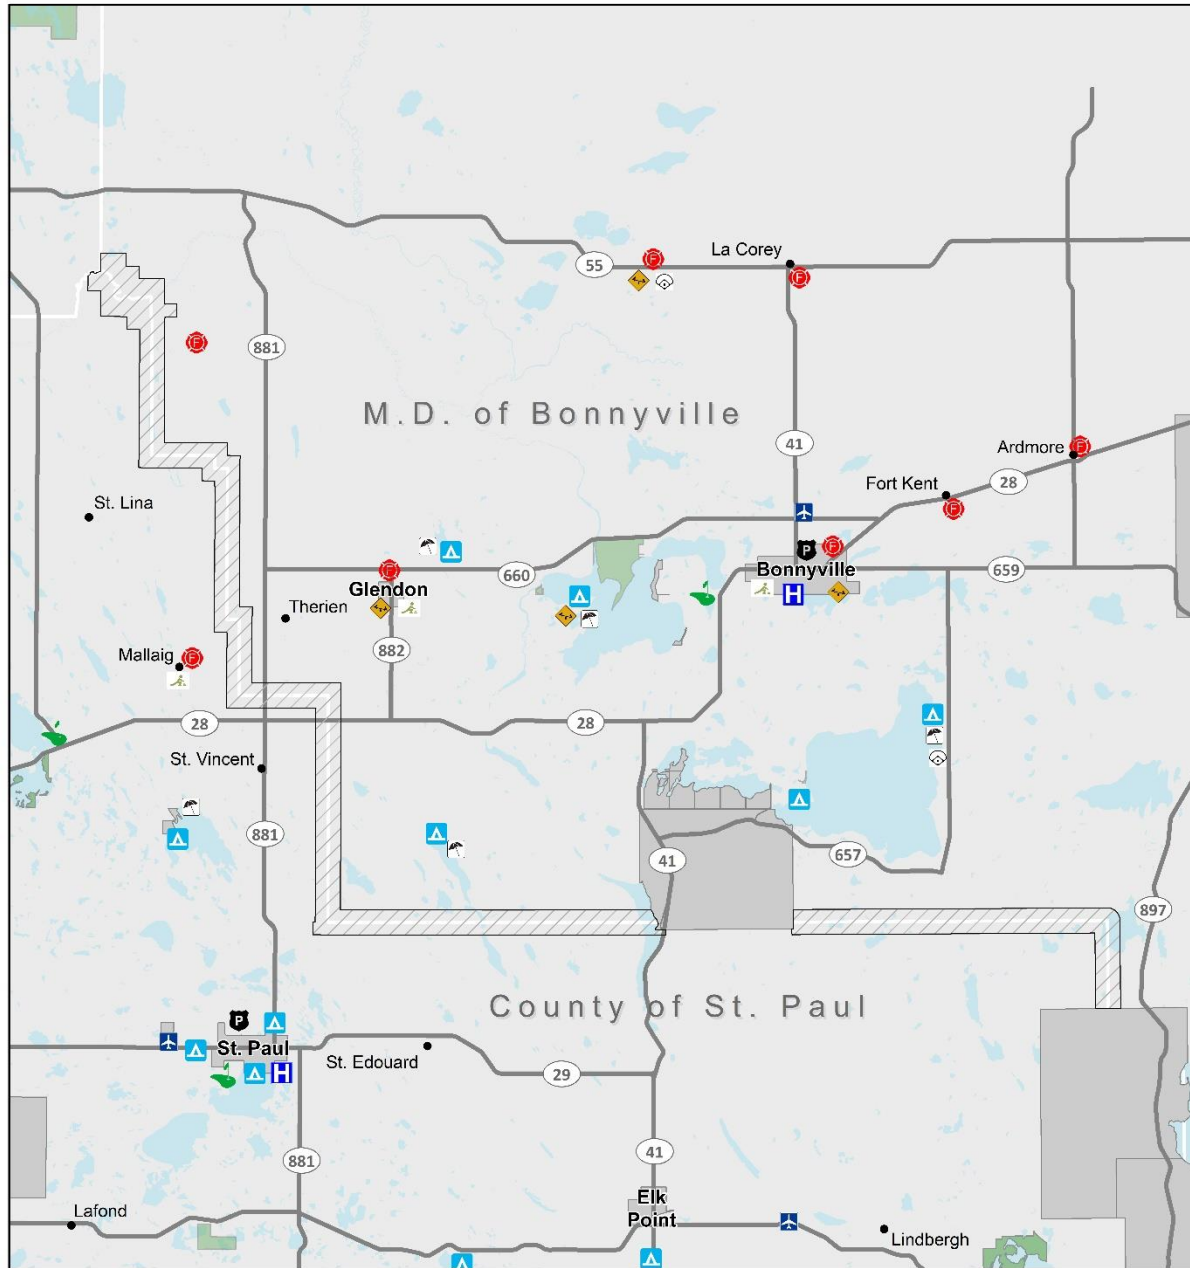 La Corey
55
F
F
881
F
M.D. of Bonnyville
41
Ardmore
F
Fort Kent
28
F
St. Lina
P
F
Bonnyville
F
Glendon
660
659
H
Therien
882
Mallaig
F
28
28
St. Vincent
881
41
657
897
County of St. Paul
P
St. Paul
H
St. Edouard
29
881
41
Elk
Point
Lafond
Lindbergh